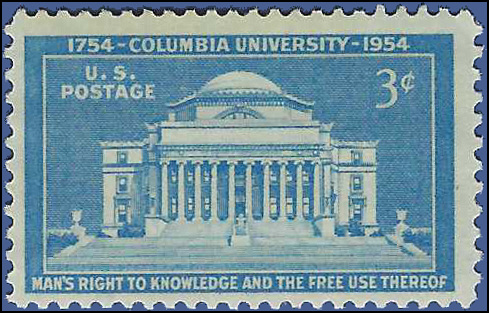 1754-COLUMBIA UNIVERSITY-1954
U.S.
POSTAGE
3¢
MAN'S RIGHT TO KNOWLEDGE AND THE FREE USE THEREOF